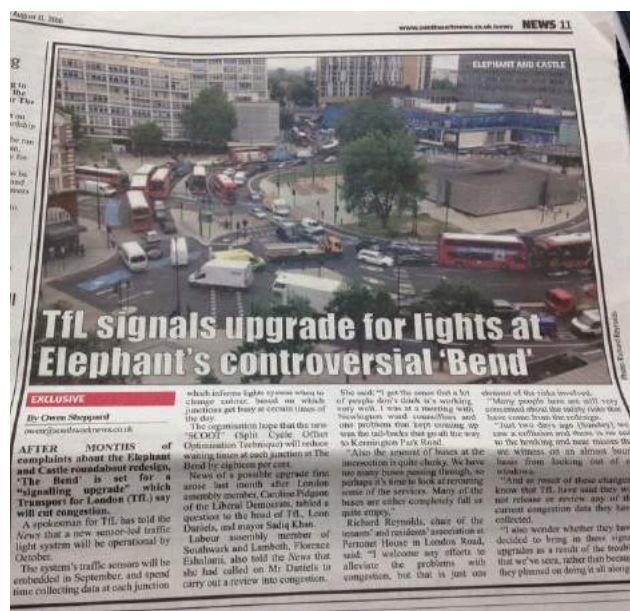 August 11, 2016
www.southwarknews.co.uk/news NEWS 11
ELEPHANT AND CASTLE
TfL signals upgrade for lights at
Elephant's controversial 'Bend'
Photo: Richard Reynolds
EXCLUSIVE
By Owen Sheppard
owen@southwarknews.co.uk
AFTER MONTHS of
complaints about the Elephant
and Castle roundabout redesign,
'The Bend' is set for a
"signalling upgrade" which
Transport for London (TfL) say
will cut congestion.
A spokesman for TfL has told the
News that a new sensor-led traffic
light system will be operational by
October.
The system's traffic sensors will be
embedded in September, and spend
time collecting data at each junction
which informs lights system when to
change colour, based on which
junctions get busy at certain times of
the day.
The organisation hope that the new
'SCOOT' (Split Cycle Offset
Optimisation Technique) will reduce
waiting times at each junction at The
Bend by eighteen per cent.
News of a possible upgrade first
arose last month after London
assembly member, Caroline Pidgeon
of the Liberal Democrats, tabled a
question to the head of TfL, Leon
Daniels, and mayor Sadiq Khan.
Labour assembly member of
Southwark and Lambeth, Florence
Eshalomi, also told the News that
she had called on Mr Daniels to
carry out a review into congestion.
She said: "I get the sense that a lot
of people don't think it's working
very well. I was at a meeting with
Newington ward councillors and
one problem that kept coming up
was the tail-backs that go all the way
to Kennington Park Road.
"Also the amount of buses at the
intersection is quite clunky. We have
too many buses passing through, so
perhaps it's time to look at rerouting
some of the services. Many of the
buses are either completely full or
quite empty."
Richard Reynolds, chair of the
tenants' and residents' association at
Perronet House in London Road,
said: "I welcome any efforts to
alleviate the problems with
congestion, but that is just one
element of the risks involved.
"Many people here are still very
concerned about the safety risks that
have come from the redesign.
"Just two days ago (Sunday) we
saw a collision and there is
the honking and near misses that
we witness on an almost
basis from looking out of
windows.
"And as result of these changes
know that TfL have said they
not release or review any of the
current congestion data they have
collected.
"I also wonder whether they
decided to bring in these signal
upgrades as a result of the
that we've seen, rather than because
they planned on doing it all along